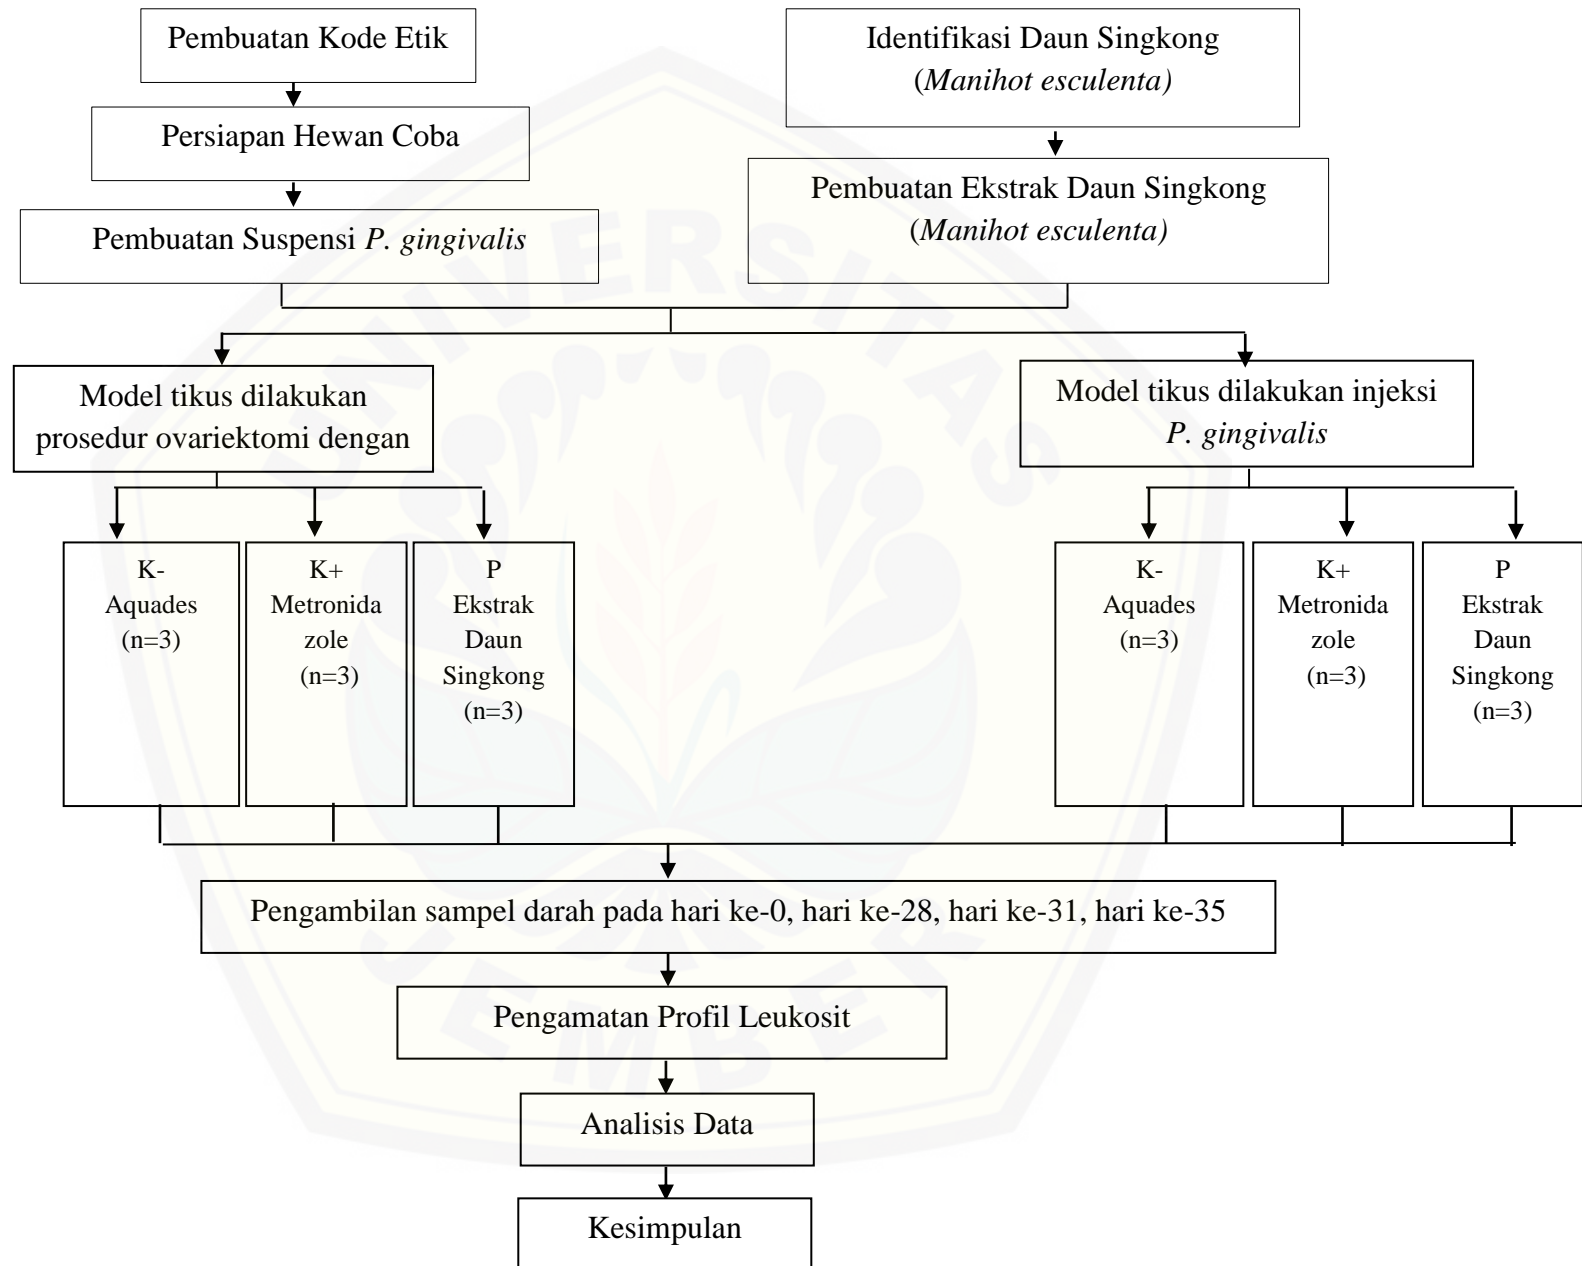 Pembuatan Kode Etik
Persiapan Hewan Coba
Pembuatan Suspensi P. gingivalis
Identifikasi Daun Singkong
(Manihot esculenta)
Pembuatan Ekstrak Daun Singkong
(Manihot esculenta)
Model tikus dilakukan
prosedur ovariektomi dengan
Model tikus dilakukan injeksi
P. gingivalis
K-
Aquades
(n=3)
K+
Metronida
zole
(n=3)
P
Ekstrak
Daun
Singkong
(n=3)
K-
Aquades
(n=3)
K+
Metronida
zole
(n=3)
P
Ekstrak
Daun
Singkong
(n=3)
Pengambilan sampel darah pada hari ke-0, hari ke-28, hari ke-31, hari ke-35
Pengamatan Profil Leukosit
Analisis Data
Kesimpulan
UNIVERSITAS
JEMBER